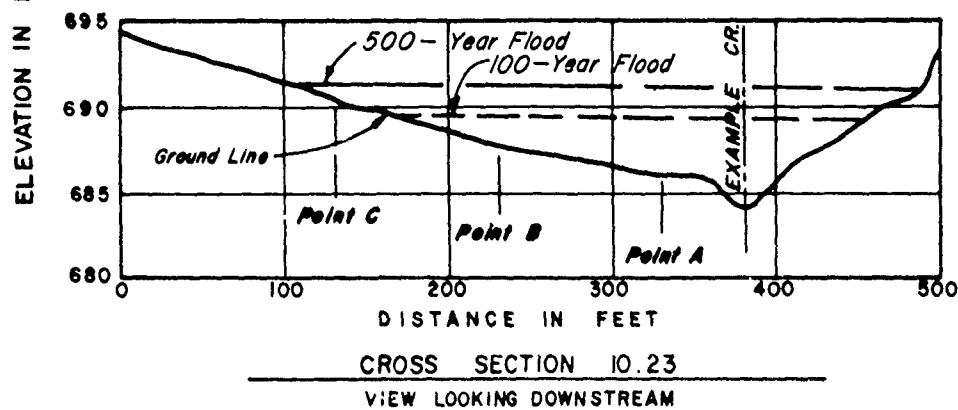 ELEVATION IN
695
690
685
680
500-Year Flood
100-Year Flood
EXAMPLE CR.
Ground Line
Point C
Point B
Point A
0 100 200 300 400 500
DISTANCE IN FEET
CROSS SECTION 10.23
VIEW LOOKING DOWNSTREAM